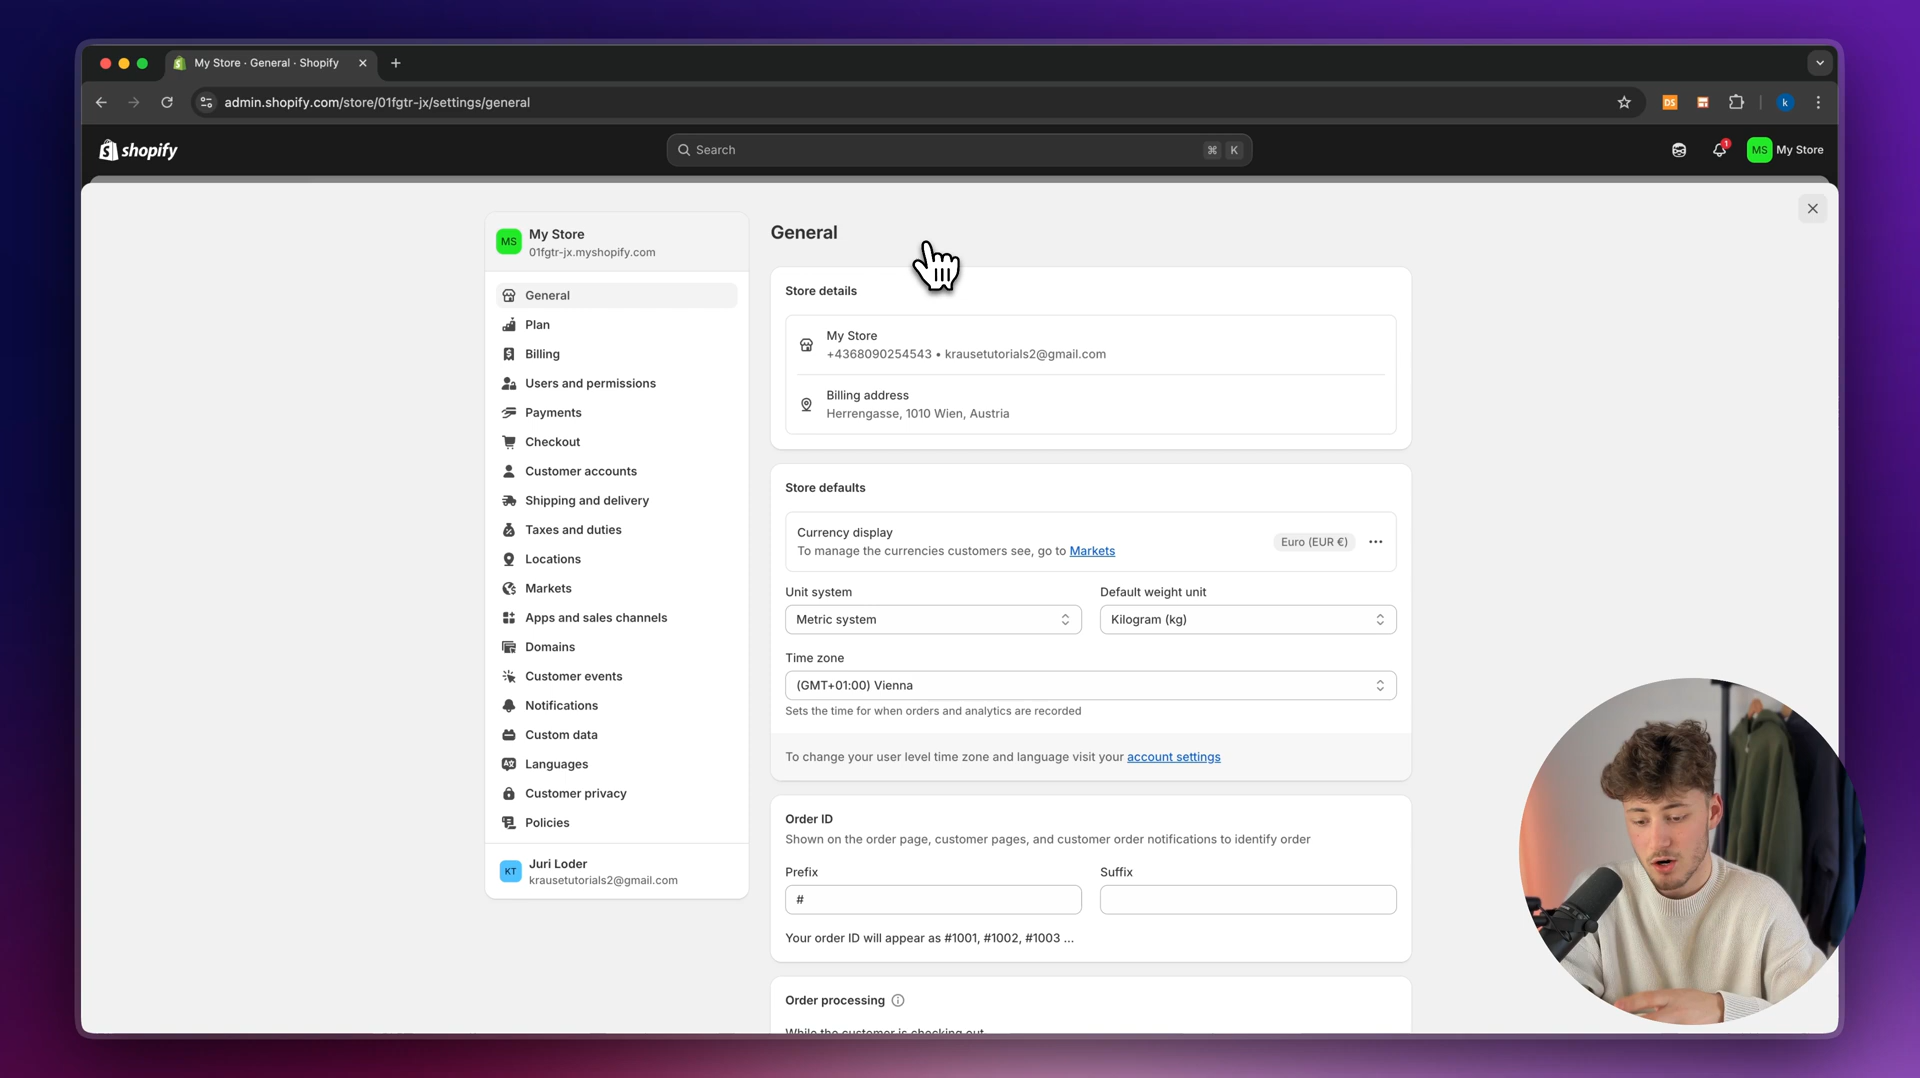 My Store · General · Shopify
admin.shopify.com/store/01fgtr-jx/settings/general
DS
k
shopify
Search
⌘ K
1
MS My Store
MS
My Store
01fgtr-jx.myshopify.com
General
Plan
Billing
Users and permissions
Payments
Checkout
Customer accounts
Shipping and delivery
Taxes and duties
Locations
Markets
Apps and sales channels
Domains
Customer events
Notifications
Custom data
Languages
Customer privacy
Policies
KT
Juri Loder
krausetutorials2@gmail.com
General
Store details
My Store
+4368090254543 • krausetutorials2@gmail.com
Billing address
Herrengasse, 1010 Wien, Austria
Store defaults
Currency display
To manage the currencies customers see, go to Markets
Euro (EUR €)
Unit system
Metric system
Default weight unit
Kilogram (kg)
Time zone
(GMT+01:00) Vienna
Sets the time for when orders and analytics are recorded
To change your user level time zone and language visit your account settings
Order ID
Shown on the order page, customer pages, and customer order notifications to identify order
Prefix
#
Suffix
Your order ID will appear as #1001, #1002, #1003 ...
Order processing
While the customer is checking out